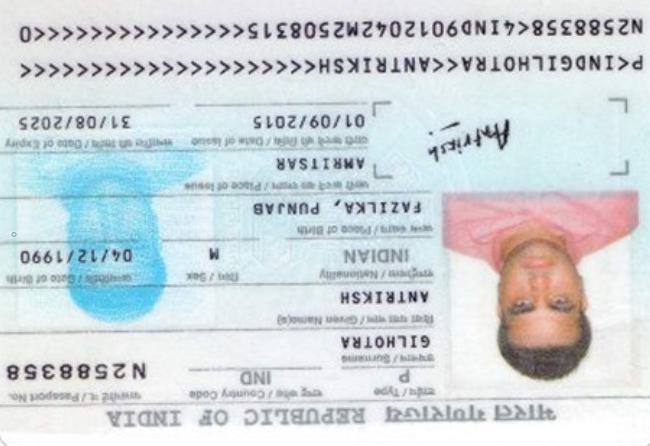 भारत गणराज्य REPUBLIC OF INDIA
टाईप / Type राष्ट्र कोड / Country Code पासपोर्ट नं. / Passport No.
P IND N2588358
उपनाम / Surname
GILHOTRA
दिया गया नाम / Given Name(s)
ANTRIKSH
राष्ट्रीयता / Nationality लिंग / Sex जन्मतिथि / Date of Birth
INDIAN M 04/12/1990
जन्म स्थान / Place of Birth
FAZILKA, PUNJAB
जारी करने का स्थान / Place of Issue
AMRITSAR
Antriksh
जारी करने की तिथि / Date of Issue समाप्ति की तिथि / Date of Expiry
01/09/2015 31/08/2025
P<INDGILHOTRA<<ANTRIKSH<<<<<<<<<<<<<<<<<<<<<
N2588358<4IND9012042M2508315<<<<<<<<<<<<<<<0